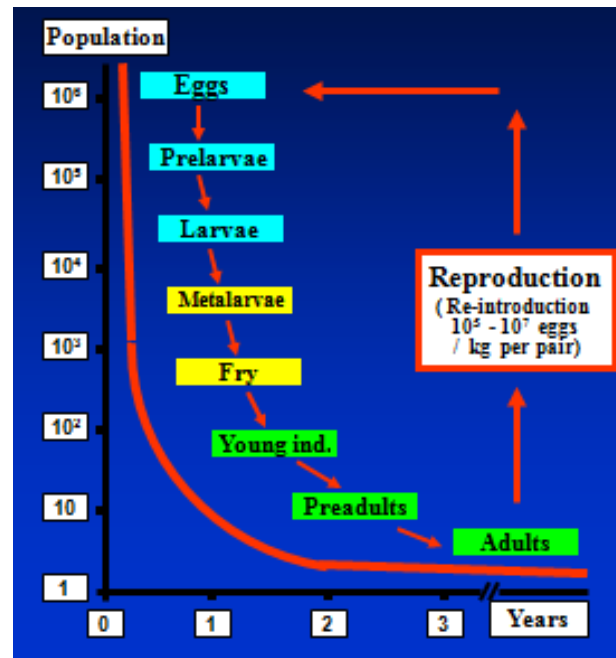 Population
10⁶
Eggs
10⁵
Prelarvae
Larvae
10⁴
Metalarvae
Reproduction
( Re-introduction
10⁵ - 10⁷ eggs
/ kg per pair)
10³
Fry
10²
Young ind.
10
Preadults
Adults
1
0
1
2
3
Years